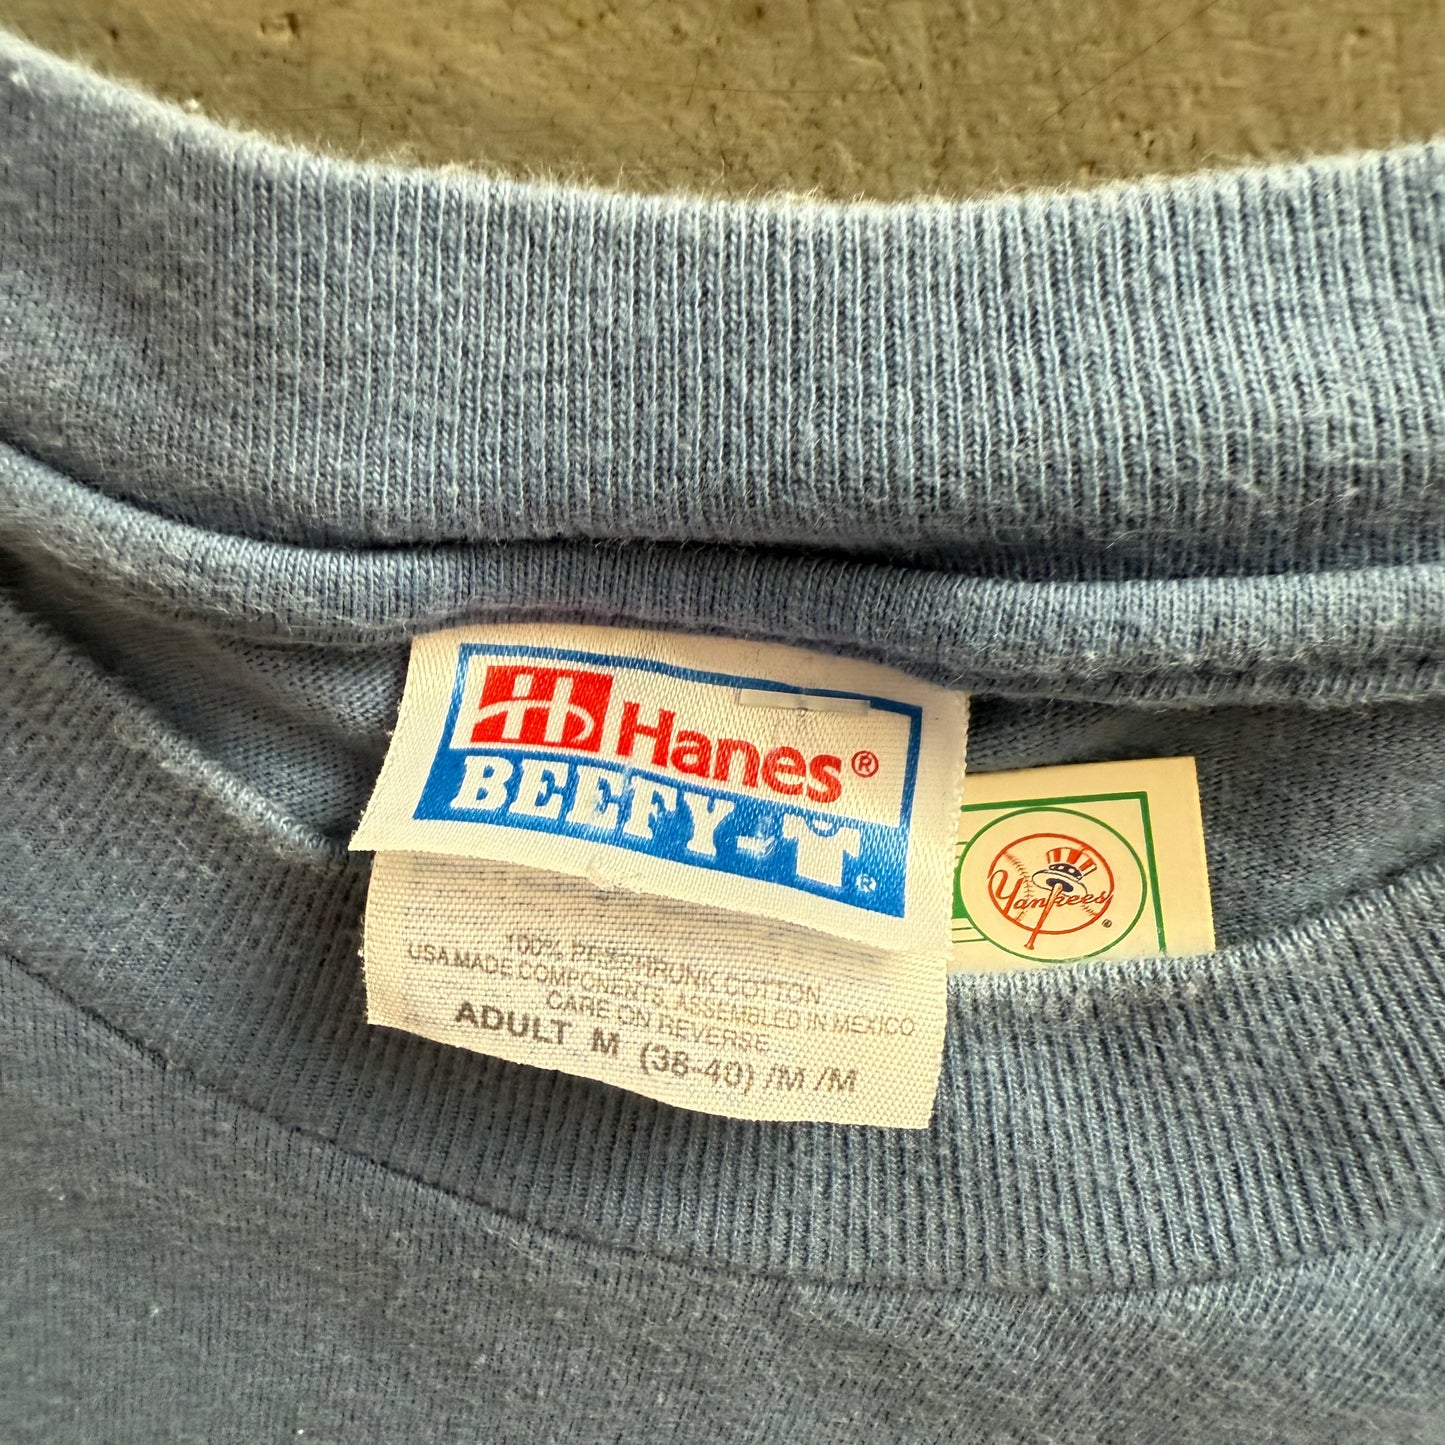 Hanes®
BEEFY-T®
100% PRESHRUNK COTTON
USA MADE COMPONENTS, ASSEMBLED IN MEXICO
CARE ON REVERSE
ADULT M (38-40) /M /M
Yankees®